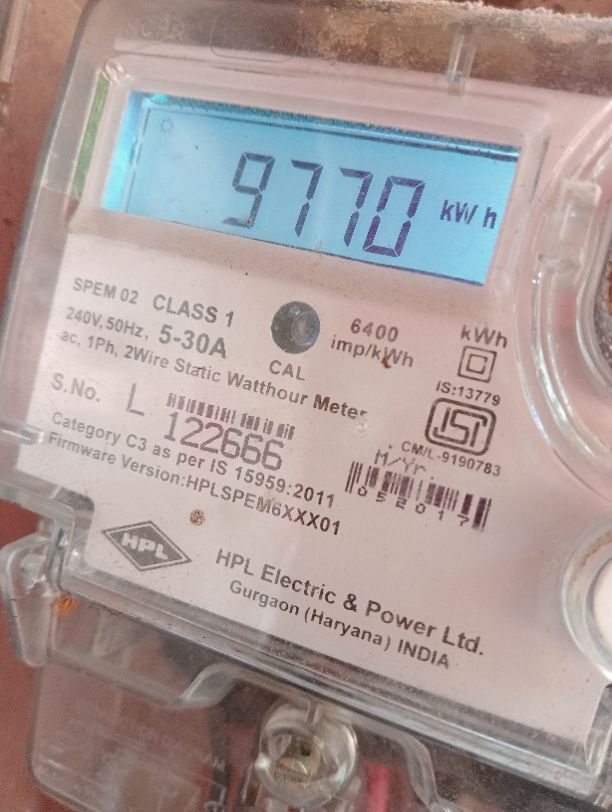 9770 kW h
SPEM 02 CLASS 1
240V, 50Hz, 5-30A
ac, 1Ph, 2Wire Static Watthour Meter
CAL
6400
imp/kWh
kWh
IS:13779
ISI
CM/L-9190783
S.No. L 122666
M/Yr
052017
Category C3 as per IS 15959:2011
Firmware Version:HPLSPEM6XXX01
HPL
HPL Electric & Power Ltd.
Gurgaon (Haryana) INDIA